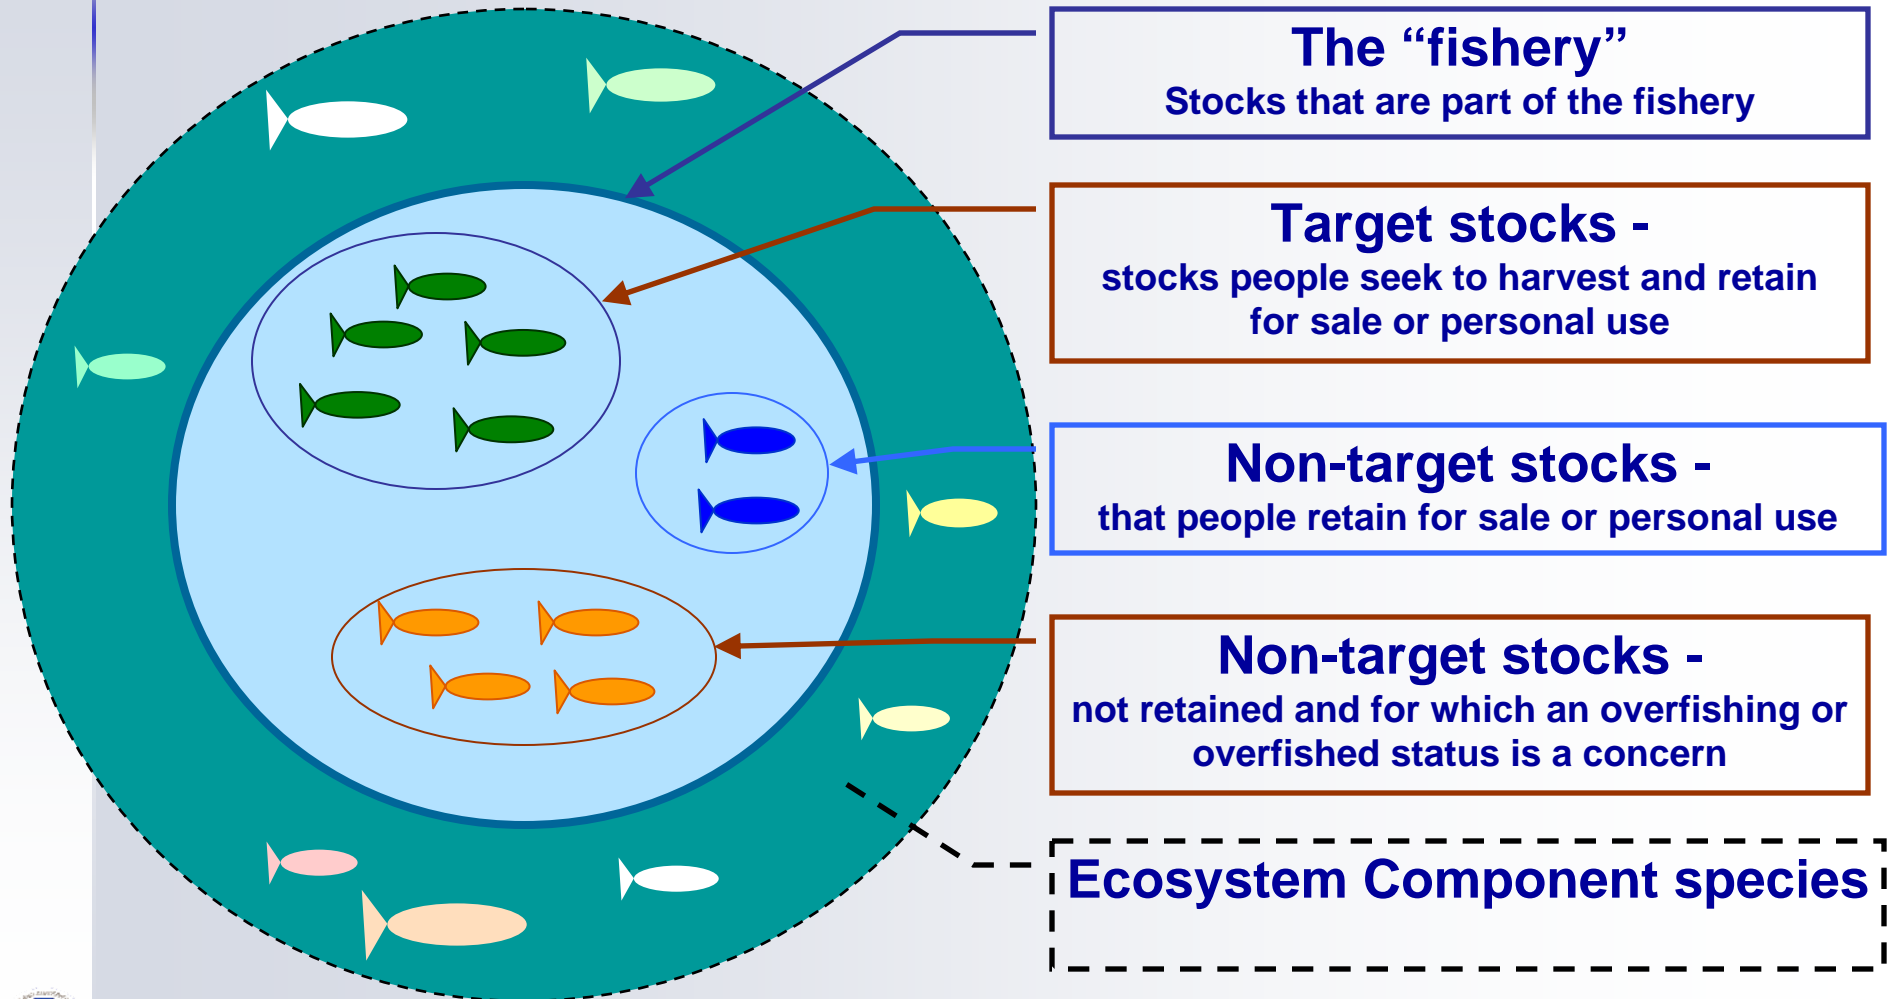 The “fishery”
Stocks that are part of the fishery
Target stocks -
stocks people seek to harvest and retain
for sale or personal use
Non-target stocks -
that people retain for sale or personal use
Non-target stocks -
not retained and for which an overfishing or
overfished status is a concern
Ecosystem Component species